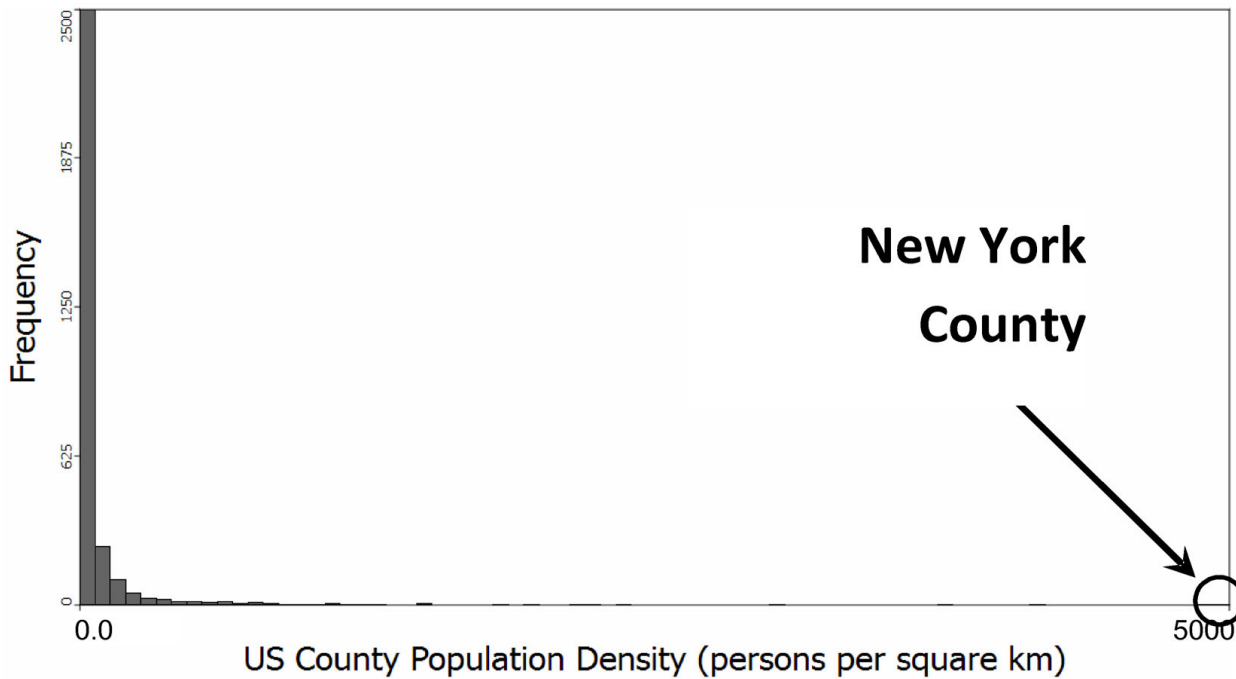 2500
1875
1250
625
0
Frequency
New York
County
0.0
5000
US County Population Density (persons per square km)